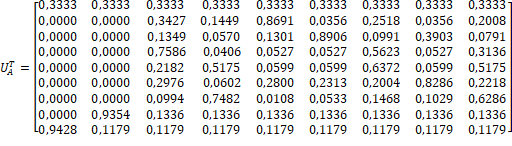 0,3333 0,3333 0,3333 0,3333 0,3333 0,3333 0,3333 0,3333 0,3333
0,0000 0,0000 0,3427 0,1449 0,8691 0,0356 0,2518 0,0356 0,2008
0,0000 0,0000 0,1349 0,0570 0,1301 0,8906 0,0991 0,3903 0,0791
0,0000 0,0000 0,7586 0,0406 0,0527 0,0527 0,5623 0,0527 0,3136
U_A^T = 0,0000 0,0000 0,2182 0,5175 0,0599 0,0599 0,6372 0,0599 0,5175
0,0000 0,0000 0,2976 0,0602 0,2800 0,2313 0,2004 0,8286 0,2218
0,0000 0,0000 0,0994 0,7482 0,0108 0,0533 0,1468 0,1029 0,6286
0,0000 0,9354 0,1336 0,1336 0,1336 0,1336 0,1336 0,1336 0,1336
0,9428 0,1179 0,1179 0,1179 0,1179 0,1179 0,1179 0,1179 0,1179